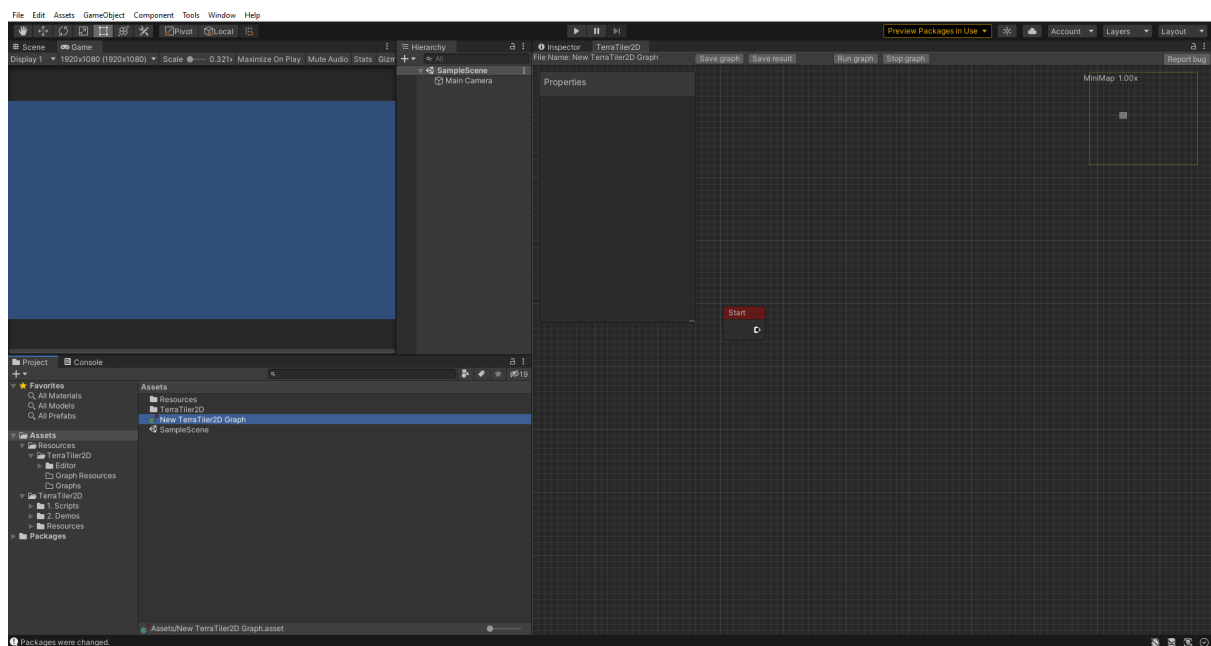 File Edit Assets GameObject Component Tools Window Help
Pivot Local Preview Packages in Use Account Layers Layout
Scene Game
Display 1 1920x1080 (1920x1080) Scale 0.321x Maximize On Play Mute Audio Stats Gizm
Hierarchy
All
SampleScene
Main Camera
Inspector TerraTiler2D
File Name: New TerraTiler2D Graph Save graph Save result Run graph Stop graph Report bug
Properties
MiniMap 1.00x
Start
Project Console
19
Favorites
All Materials
All Models
All Prefabs
Assets
Resources
TerraTiler2D
Editor
Graph Resources
Graphs
TerraTiler2D
1. Scripts
2. Demos
Resources
Packages
Assets
Resources
TerraTiler2D
New TerraTiler2D Graph
SampleScene
Assets/New TerraTiler2D Graph.asset
Packages were changed.